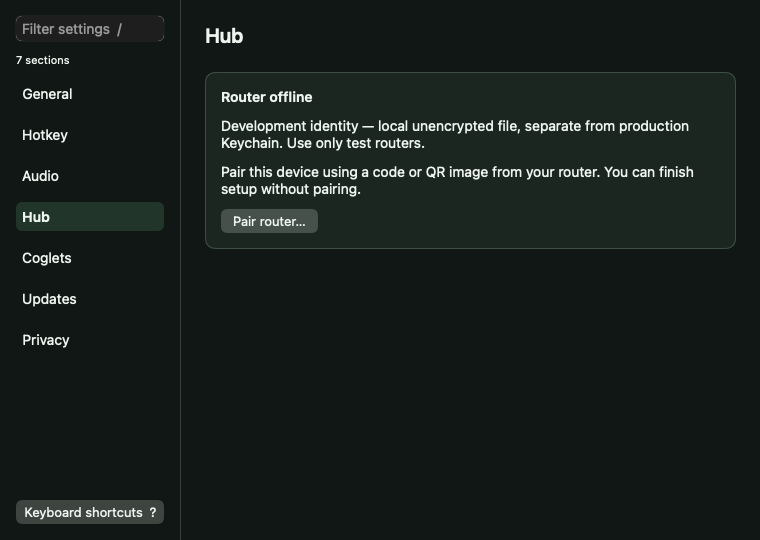 Filter settings /
7 sections
General
Hotkey
Audio
Hub
Coglets
Updates
Privacy
Keyboard shortcuts ?
Hub
Router offline
Development identity — local unencrypted file, separate from production
Keychain. Use only test routers.
Pair this device using a code or QR image from your router. You can finish
setup without pairing.
Pair router...